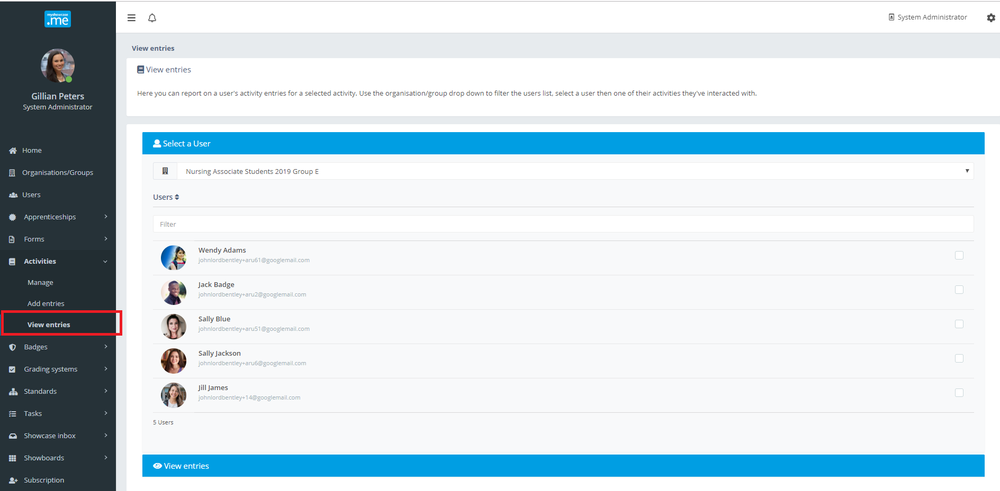 myshowcase
.me
Gillian Peters
System Administrator
Home
Organisations/Groups
Users
Apprenticeships
Forms
Activities
Manage
Add entries
View entries
Badges
Grading systems
Standards
Tasks
Showcase inbox
Showboards
Subscription
System Administrator
View entries
View entries
Here you can report on a user's activity entries for a selected activity. Use the organisation/group drop down to filter the users list, select a user then one of their activities they've interacted with.
Select a User
Nursing Associate Students 2019 Group E
Users
Filter
Wendy Adams
johnlordbentley+aru61@googlemail.com
Jack Badge
johnlordbentley+aru2@googlemail.com
Sally Blue
johnlordbentley+aru51@googlemail.com
Sally Jackson
johnlordbentley+aru6@googlemail.com
Jill James
johnlordbentley+14@googlemail.com
5 Users
View entries